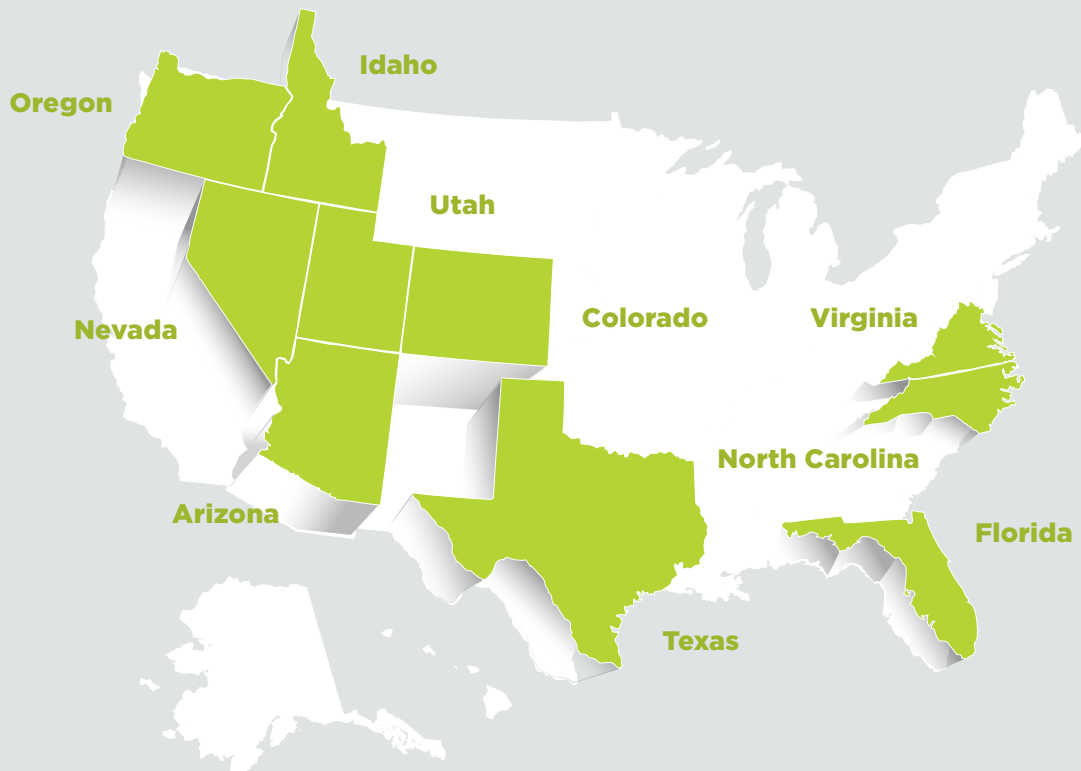 Idaho
Oregon
Utah
Nevada
Colorado
Virginia
North Carolina
Arizona
Florida
Texas